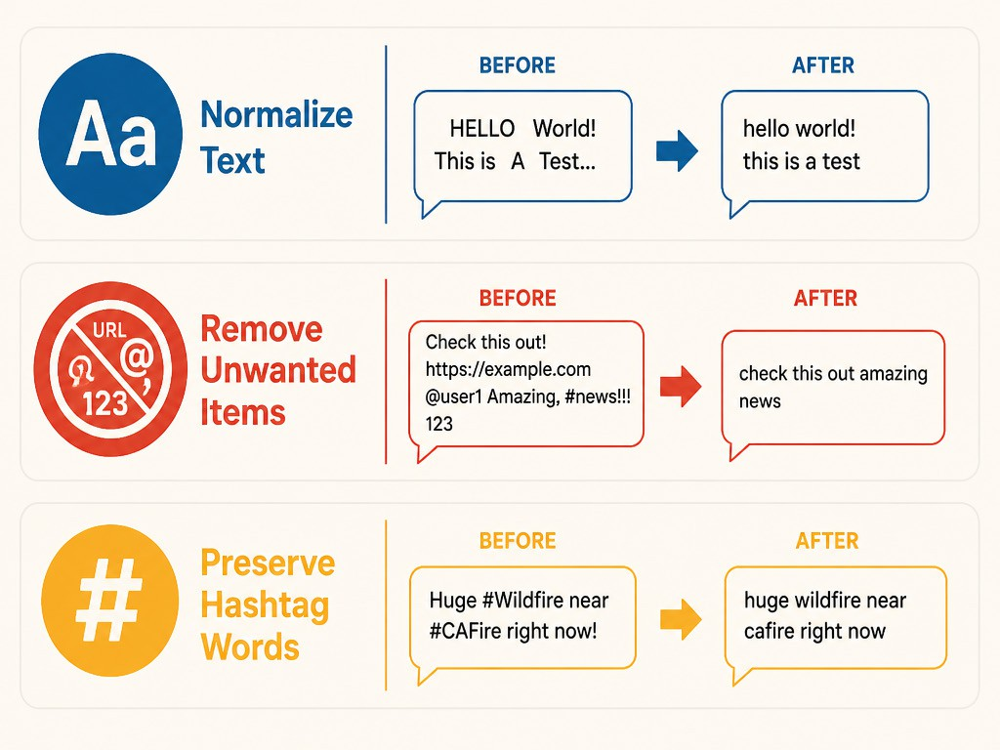 Aa
Normalize
Text
BEFORE
HELLO World!
This is A Test...
AFTER
hello world!
this is a test
URL
@
,
123
Remove
Unwanted
Items
BEFORE
Check this out!
https://example.com
@user1 Amazing, #news!!!
123
AFTER
check this out amazing
news
#
Preserve
Hashtag
Words
BEFORE
Huge #Wildfire near
#CAFire right now!
AFTER
huge wildfire near
cafire right now